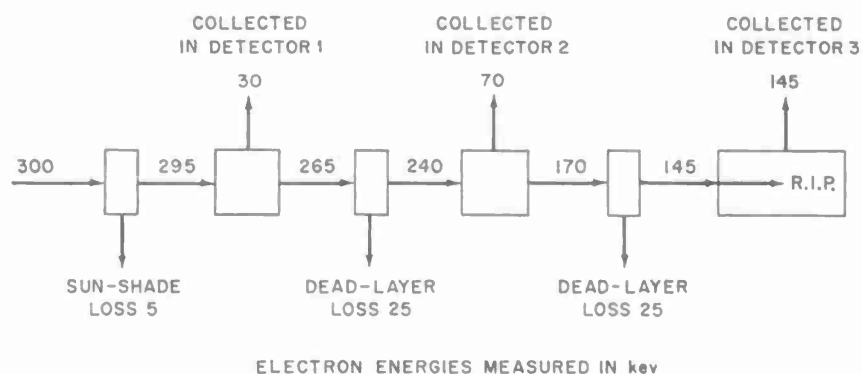 COLLECTED
IN DETECTOR 1
30
COLLECTED
IN DETECTOR 2
70
COLLECTED
IN DETECTOR 3
145
300
295
265
240
170
145
R.I.P.
SUN-SHADE
LOSS 5
DEAD-LAYER
LOSS 25
DEAD-LAYER
LOSS 25
ELECTRON ENERGIES MEASURED IN kev